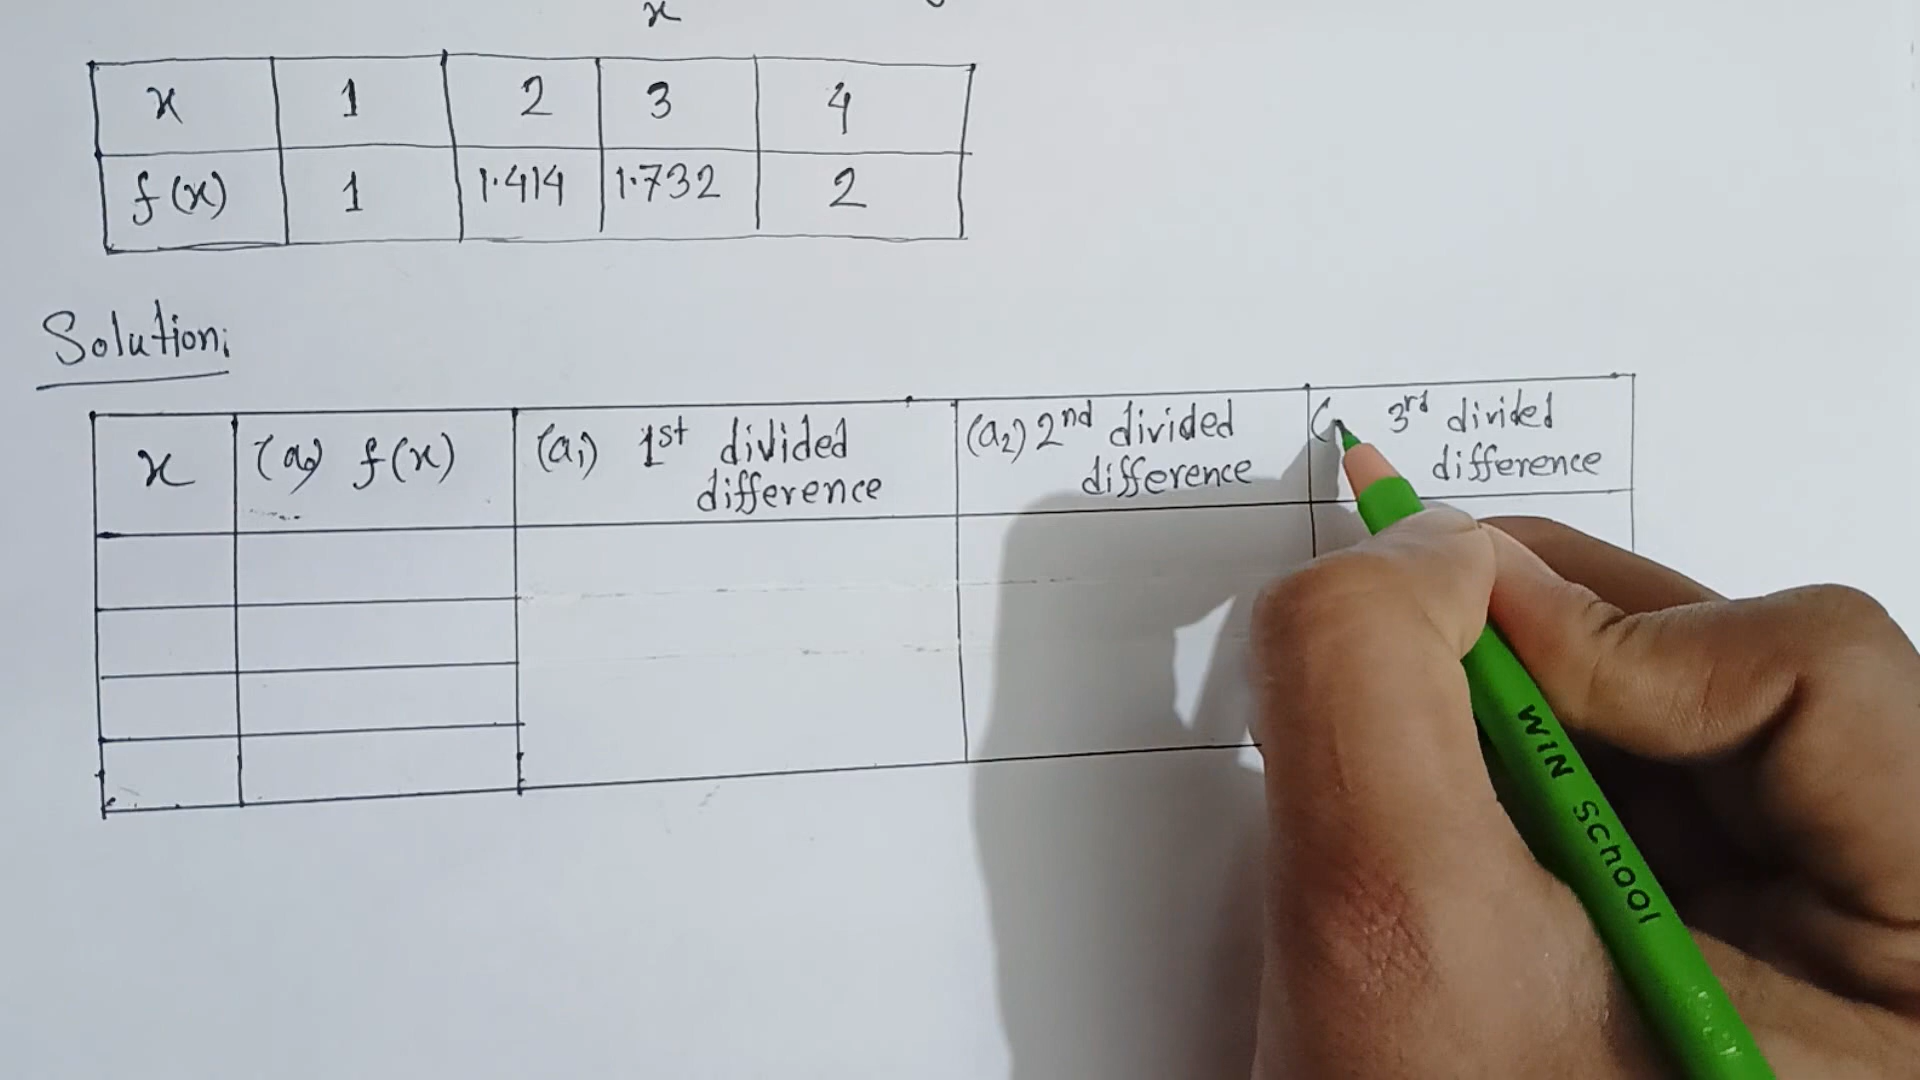 x
x 1 2 3 4
f(x) 1 1.414 1.732 2
Solution:
x (a₀) f(x) (a₁) 1st divided difference (a₂) 2nd divided difference ( 3rd divided difference
WIN SCHOOL